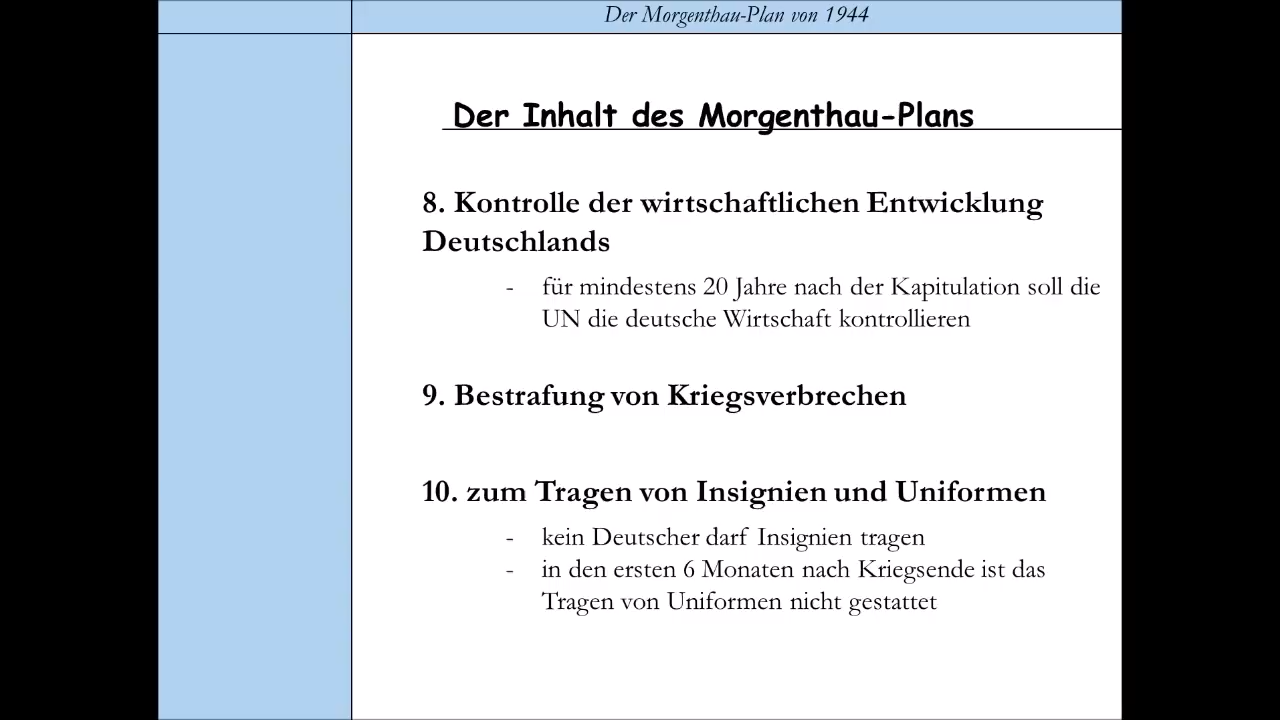 Der Morgenthau-Plan von 1944
Der Inhalt des Morgenthau-Plans
8. Kontrolle der wirtschaftlichen Entwicklung
Deutschlands
- für mindestens 20 Jahre nach der Kapitulation soll die
UN die deutsche Wirtschaft kontrollieren
9. Bestrafung von Kriegsverbrechen
10. zum Tragen von Insignien und Uniformen
- kein Deutscher darf Insignien tragen
- in den ersten 6 Monaten nach Kriegsende ist das
Tragen von Uniformen nicht gestattet